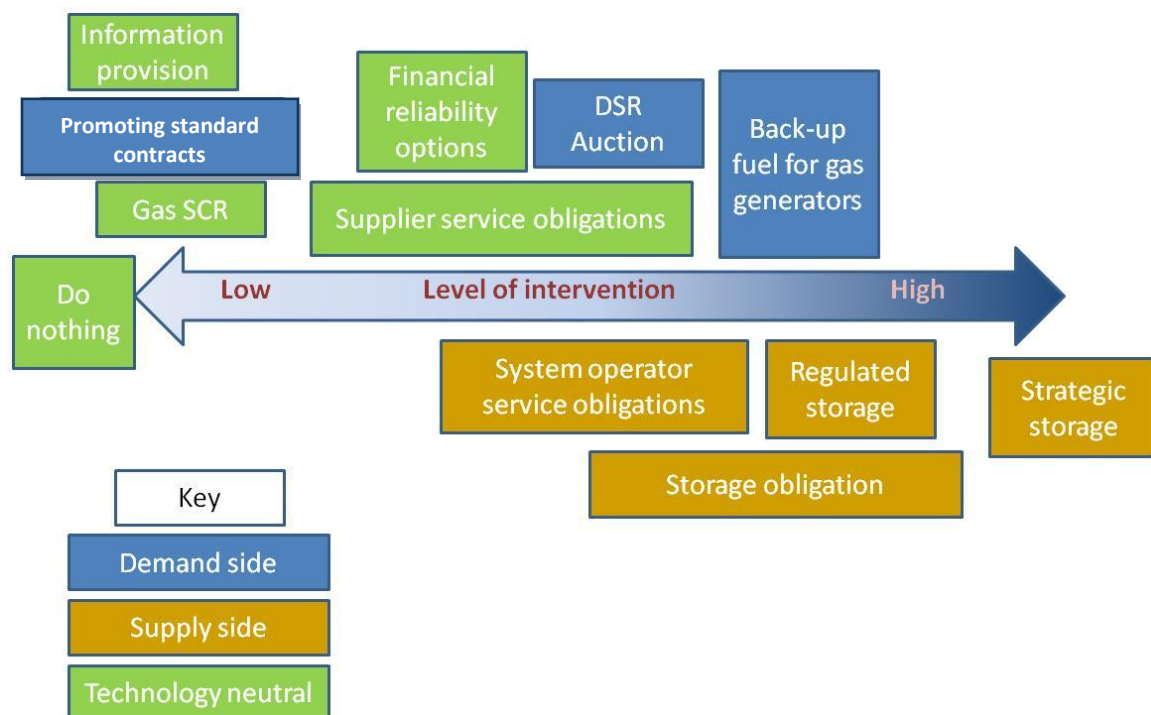 Information
provision
Promoting standard
contracts
Gas SCR
Financial
reliability
options
DSR
Auction
Supplier service obligations
Back-up
fuel for gas
generators
Do
nothing
Low
Level of intervention
High
System operator
service obligations
Regulated
storage
Strategic
storage
Storage obligation
Key
Demand side
Supply side
Technology neutral